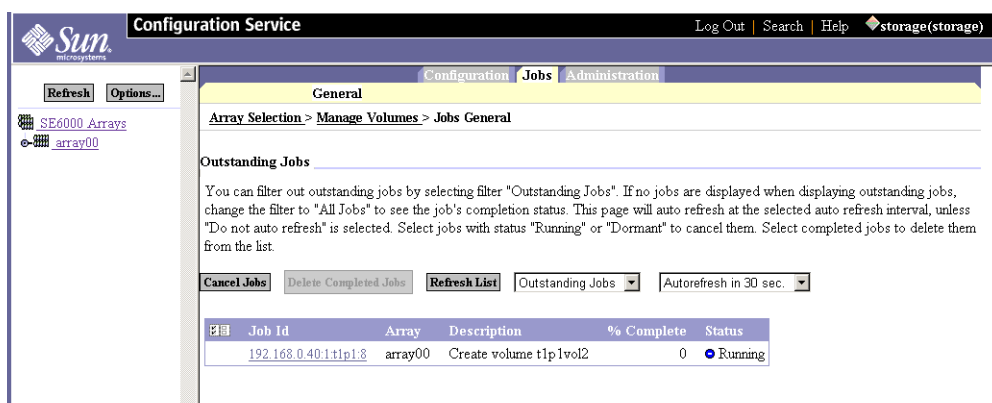 Configuration Service
Log Out | Search | Help storage(storage)
Sun
microsystems
Refresh Options...
SE6000 Arrays
array00
Configuration Jobs Administration
General
Array Selection > Manage Volumes > Jobs General
Outstanding Jobs
You can filter out outstanding jobs by selecting filter "Outstanding Jobs". If no jobs are displayed when displaying outstanding jobs,
change the filter to "All Jobs" to see the job's completion status. This page will auto refresh at the selected auto refresh interval, unless
"Do not auto refresh" is selected. Select jobs with status "Running" or "Dormant" to cancel them. Select completed jobs to delete them
from the list.
Cancel Jobs Delete Completed Jobs Refresh List Outstanding Jobs Autorefresh in 30 sec.
Job Id Array Description % Complete Status
192.168.0.40:1:t1p1:8 array00 Create volume t1p1vol2 0 Running